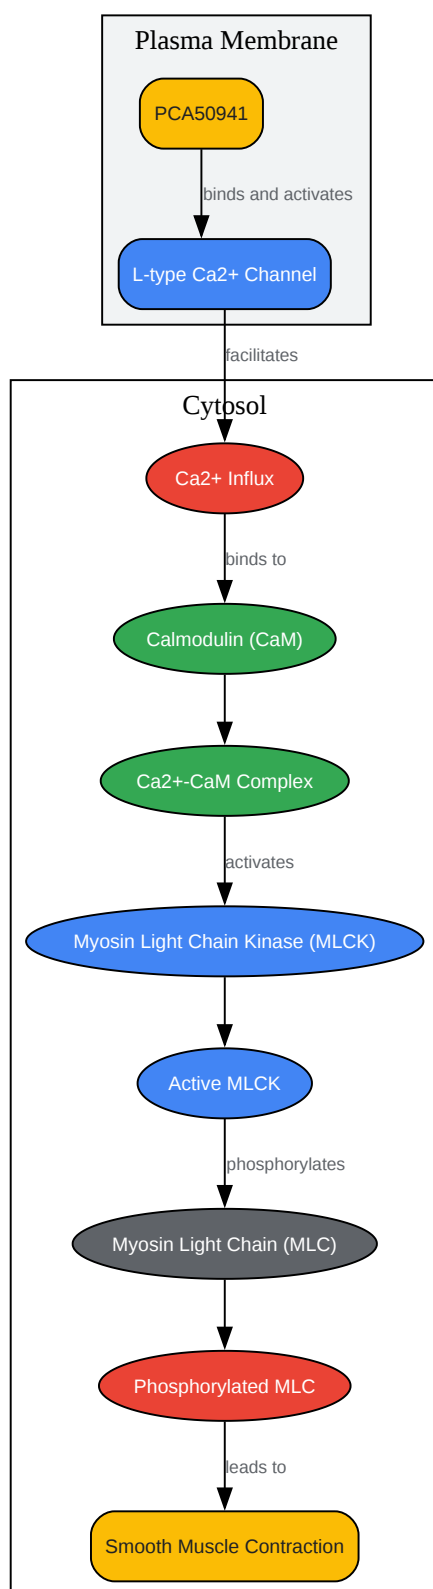 Plasma Membrane
PCA50941
binds and activates
L-type Ca2+ Channel
facilitates
Cytosol
Ca2+ Influx
binds to
Calmodulin (CaM)
Ca2+-CaM Complex
activates
Myosin Light Chain Kinase (MLCK)
Active MLCK
phosphorylates
Myosin Light Chain (MLC)
Phosphorylated MLC
leads to
Smooth Muscle Contraction